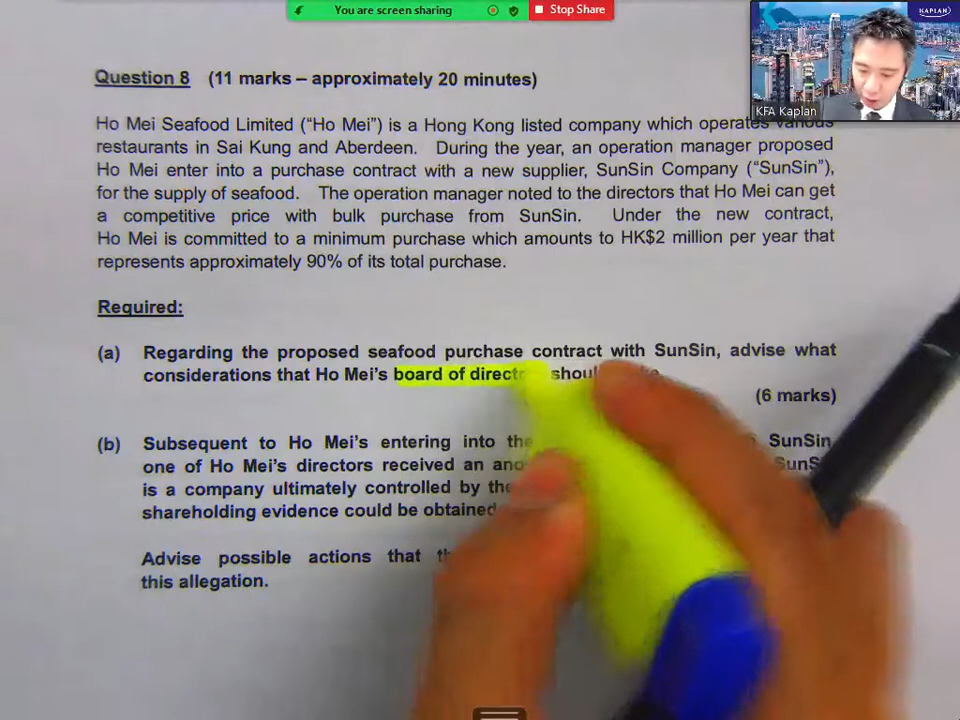 You are screen sharing
Stop Share
KAPLAN
KFA Kaplan
Question 8 (11 marks – approximately 20 minutes)
Ho Mei Seafood Limited ("Ho Mei") is a Hong Kong listed company which operates various
restaurants in Sai Kung and Aberdeen. During the year, an operation manager proposed
Ho Mei enter into a purchase contract with a new supplier, SunSin Company ("SunSin"),
for the supply of seafood. The operation manager noted to the directors that Ho Mei can get
a competitive price with bulk purchase from SunSin. Under the new contract,
Ho Mei is committed to a minimum purchase which amounts to HK$2 million per year that
represents approximately 90% of its total purchase.
Required:
(a) Regarding the proposed seafood purchase contract with SunSin, advise what
considerations that Ho Mei's board of direct
(6 marks)
(b) Subsequent to Ho Mei's entering into the SunSin,
one of Ho Mei's directors received an
is a company ultimately controlled by the
shareholding evidence could be obtained
Advise possible actions that
this allegation.